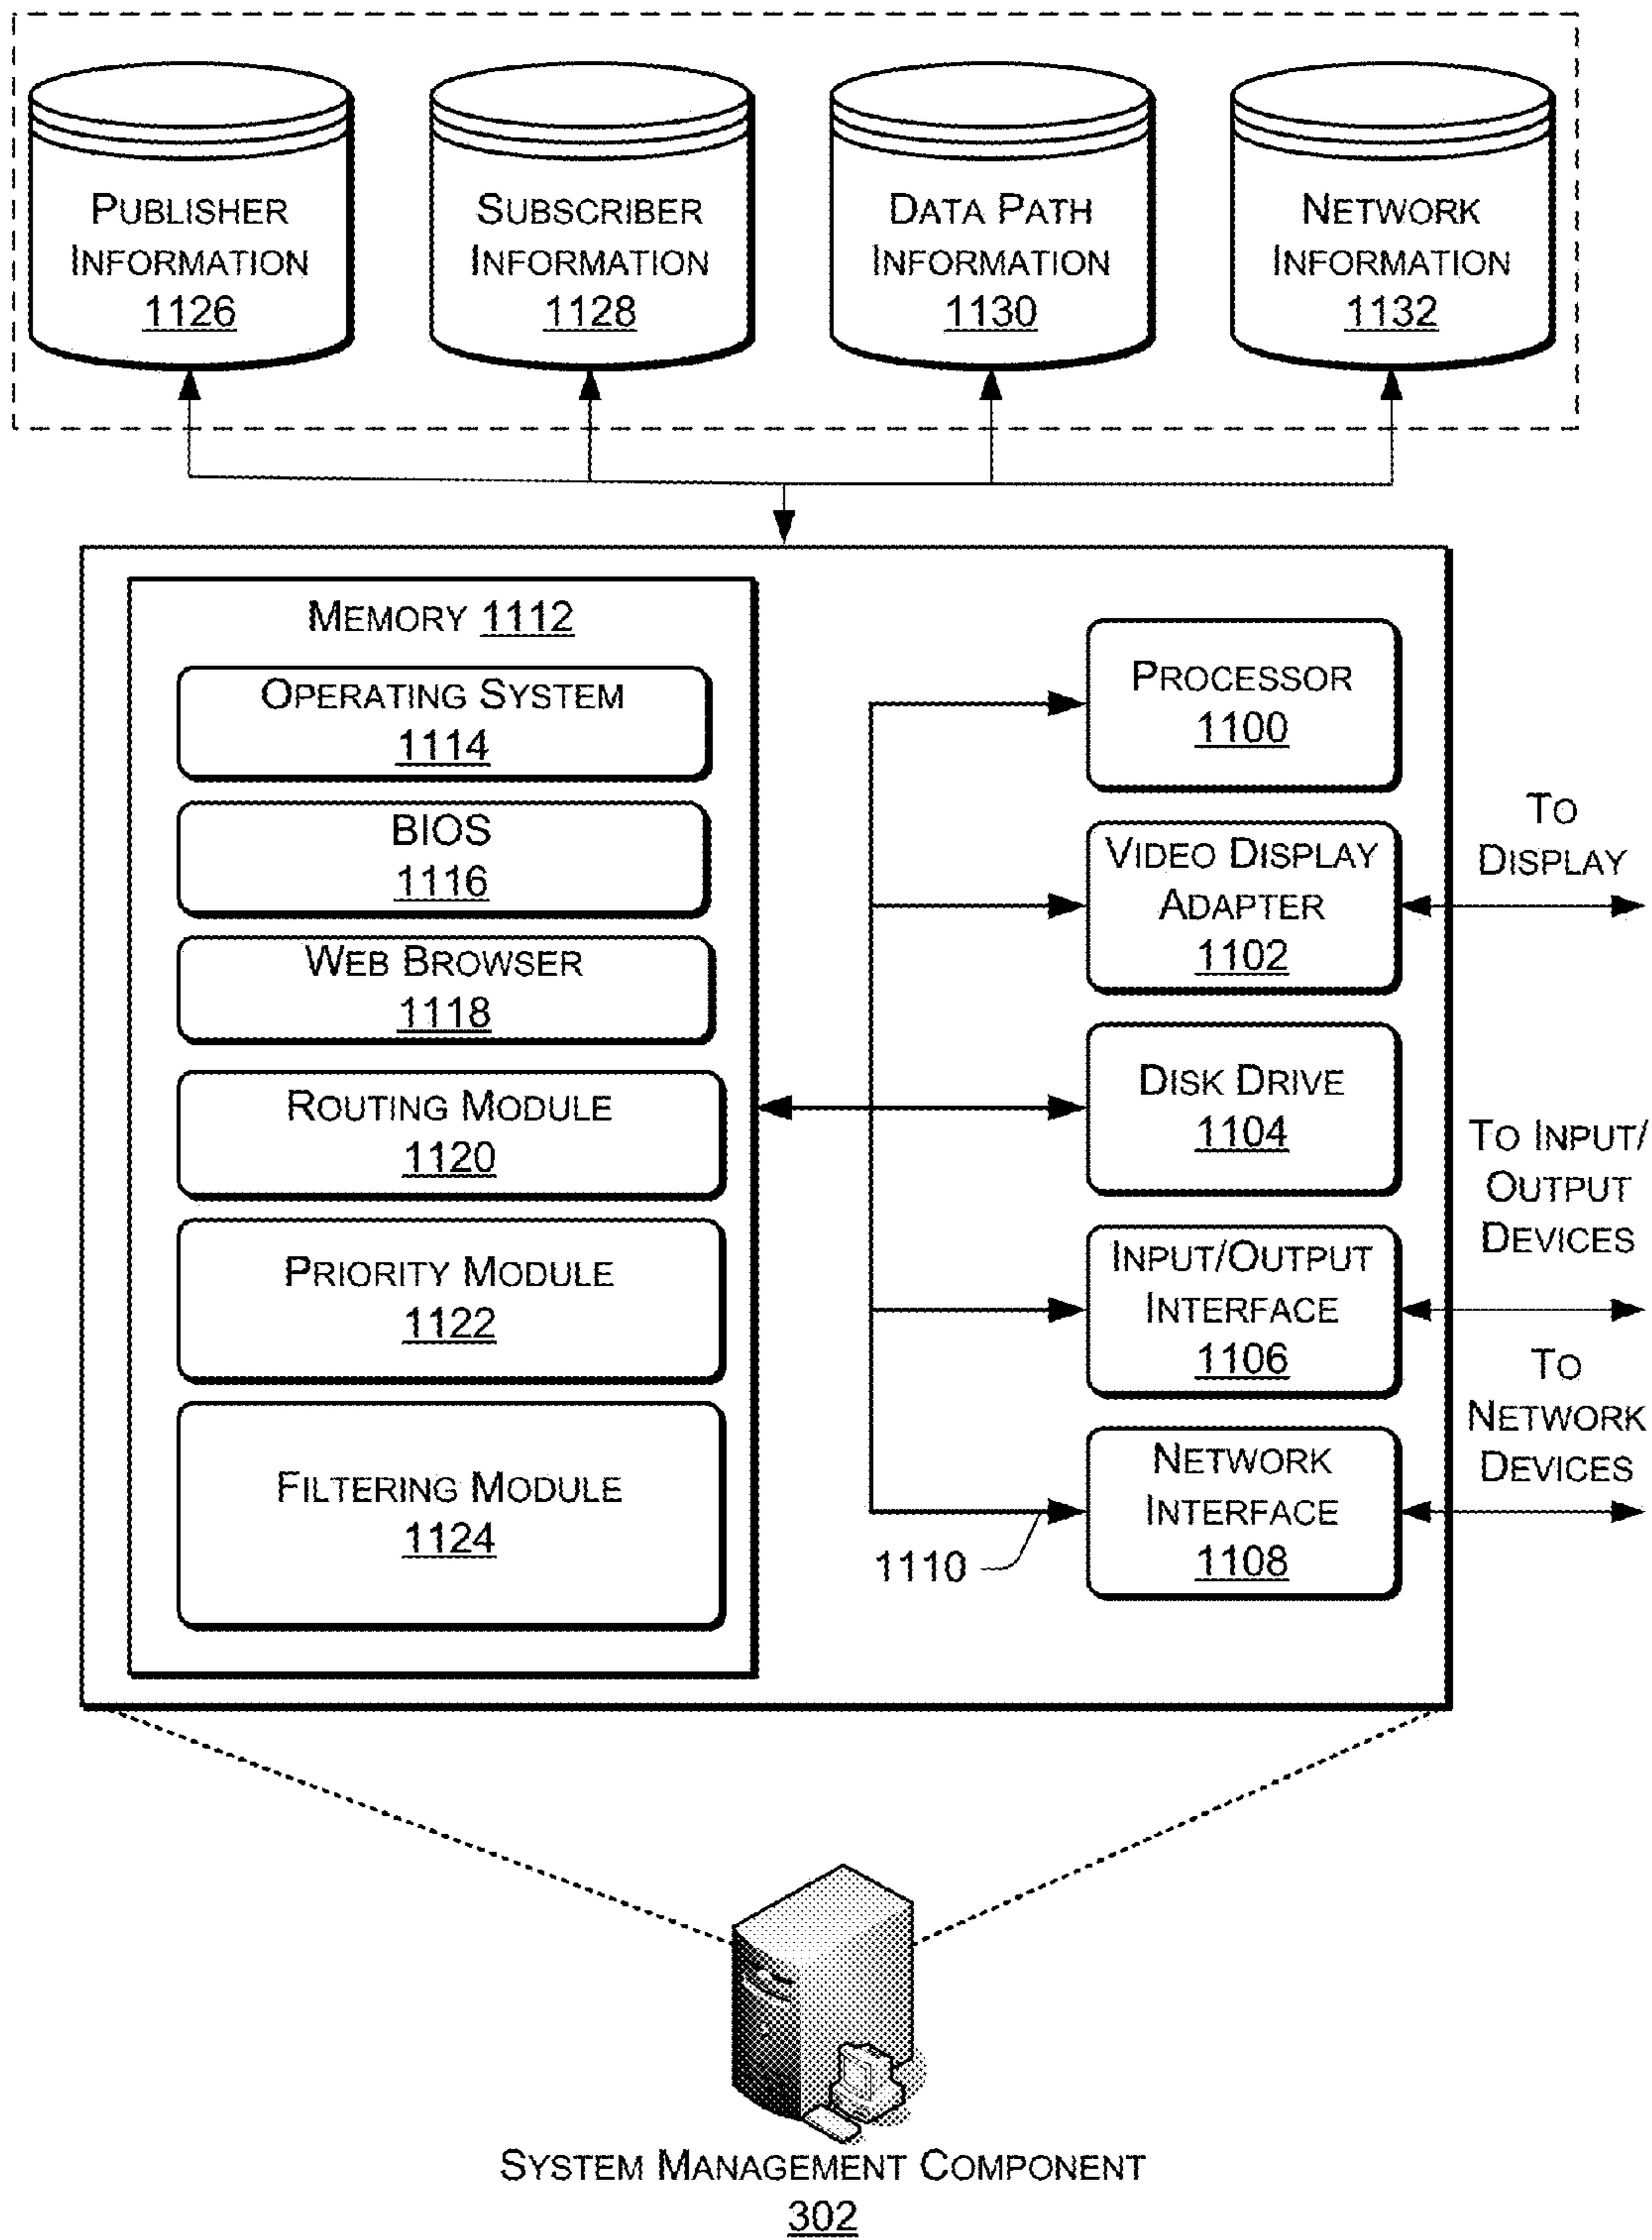 PUBLISHER
INFORMATION
1126
SUBSCRIBER
INFORMATION
1128
DATA PATH
INFORMATION
1130
NETWORK
INFORMATION
1132
MEMORY 1112
OPERATING SYSTEM
1114
BIOS
1116
WEB BROWSER
1118
ROUTING MODULE
1120
PRIORITY MODULE
1122
FILTERING MODULE
1124
PROCESSOR
1100
VIDEO DISPLAY
ADAPTER
1102
DISK DRIVE
1104
INPUT/OUTPUT
INTERFACE
1106
NETWORK
INTERFACE
1108
1110
TO
DISPLAY
TO INPUT/
OUTPUT
DEVICES
TO
NETWORK
DEVICES
SYSTEM MANAGEMENT COMPONENT
302